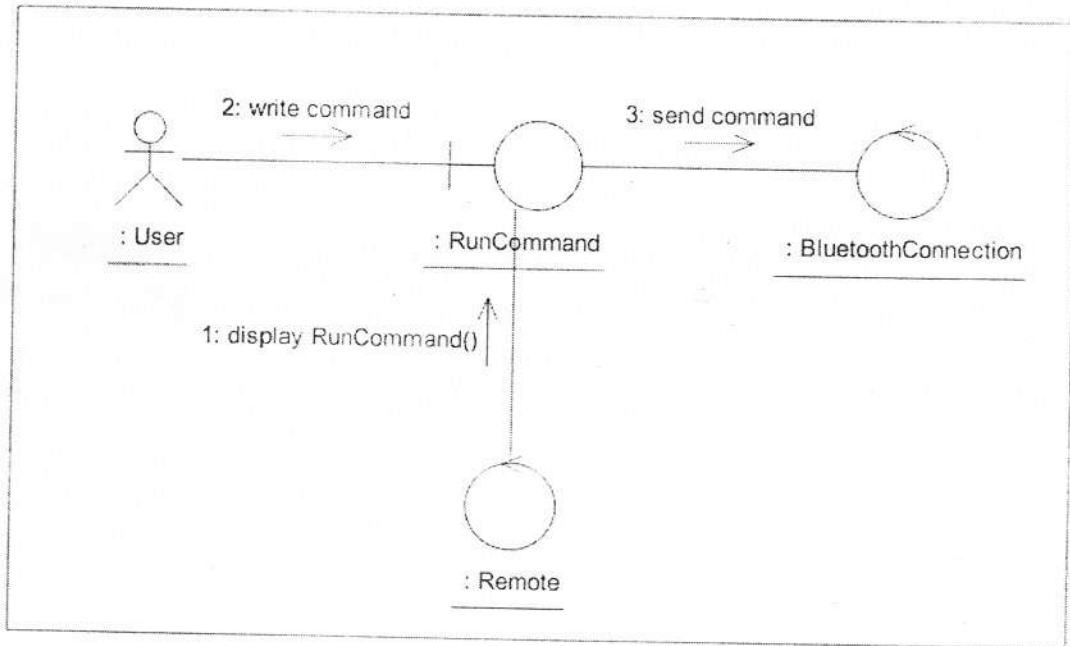 2: write command
3: send command
: User
: RunCommand
: BluetoothConnection
1: display RunCommand()
: Remote